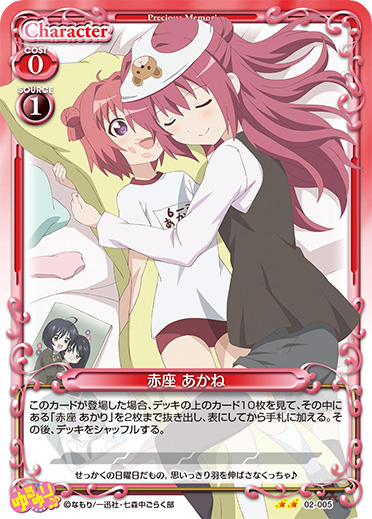 Precious Memories
Character
COST
0
SOURCE
1
赤座 あかね
このカードが登場した場合、デッキの上のカード10枚を見て、その中に
ある「赤座 あかり」を2枚まで抜き出し、表にしてから手札に加える。そ
の後、デッキをシャッフルする。
せっかくの日曜日だもの。思いっきり羽を伸ばさなくっちゃ♪
ゆるゆり
©なもり/一迅社・七森中ごらく部
02-005